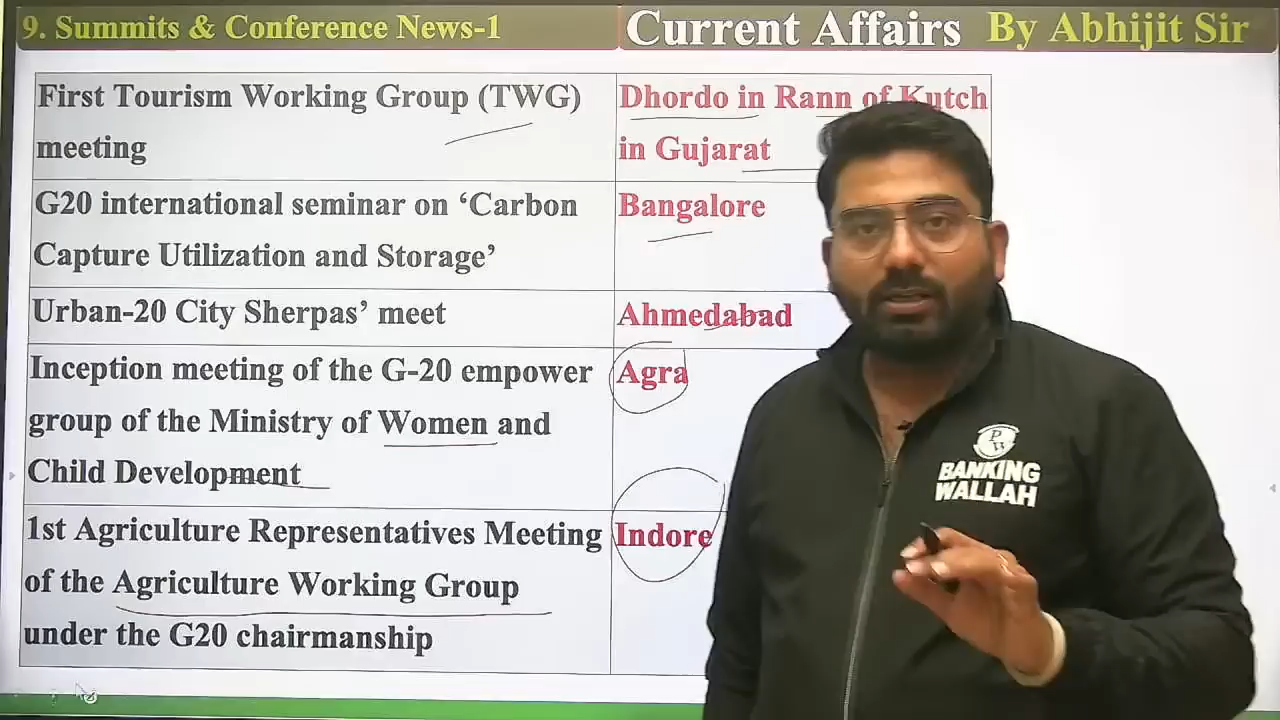 9. Summits & Conference News-1
Current Affairs By Abhijit Sir
First Tourism Working Group (TWG)
meeting
Dhordo in Rann of Kutch
in Gujarat
G20 international seminar on ‘Carbon
Capture Utilization and Storage’
Bangalore
Urban-20 City Sherpas’ meet
Ahmedabad
Inception meeting of the G-20 empower
group of the Ministry of Women and
Child Development
Agra
1st Agriculture Representatives Meeting
of the Agriculture Working Group
under the G20 chairmanship
Indore
P
W
BANKING
WALLAH